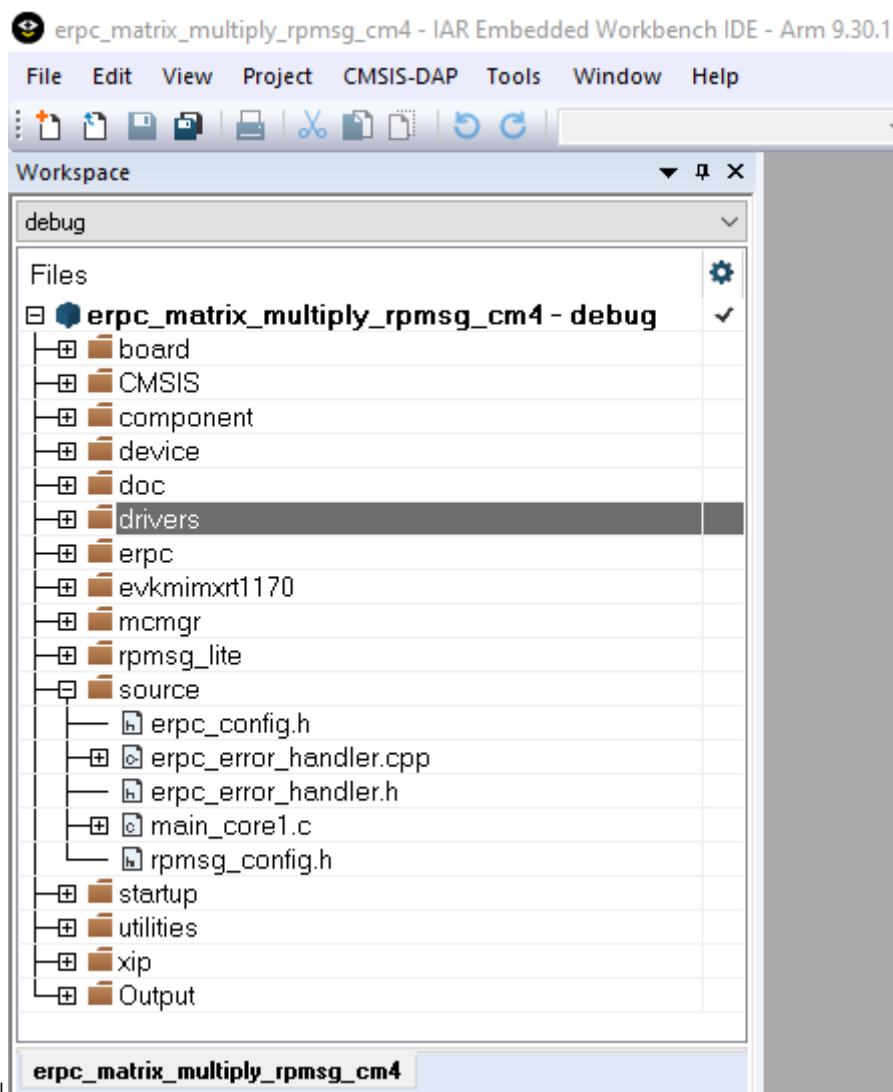 erpc_matrix_multiply_rpmsg_cm4 - IAR Embedded Workbench IDE - Arm 9.30.1
File Edit View Project CMSIS-DAP Tools Window Help
Workspace
debug
Files
erpc_matrix_multiply_rpmsg_cm4 - debug
board
CMSIS
component
device
doc
drivers
erpc
evkmimxrt1170
mcmgr
rpmsg_lite
source
erpc_config.h
erpc_error_handler.cpp
erpc_error_handler.h
main_core1.c
rpmsg_config.h
startup
utilities
xip
Output
erpc_matrix_multiply_rpmsg_cm4